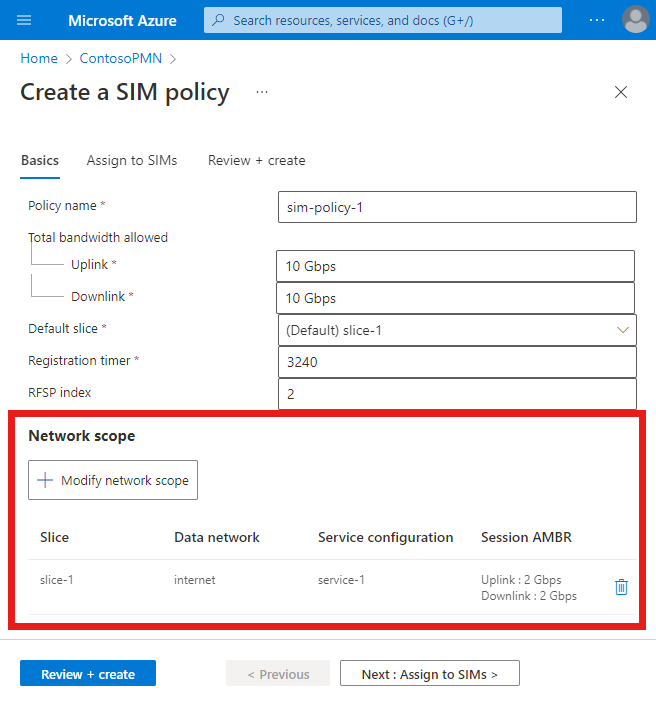 Microsoft Azure
Search resources, services, and docs (G+/)
...
Home > ContosoPMN >
Create a SIM policy ...
Basics Assign to SIMs Review + create
Policy name * sim-policy-1
Total bandwidth allowed
Uplink * 10 Gbps
Downlink * 10 Gbps
Default slice * (Default) slice-1
Registration timer * 3240
RFSP index 2
Network scope
+ Modify network scope
Slice Data network Service configuration Session AMBR
slice-1 internet service-1 Uplink : 2 Gbps
Downlink : 2 Gbps
Review + create < Previous Next : Assign to SIMs >